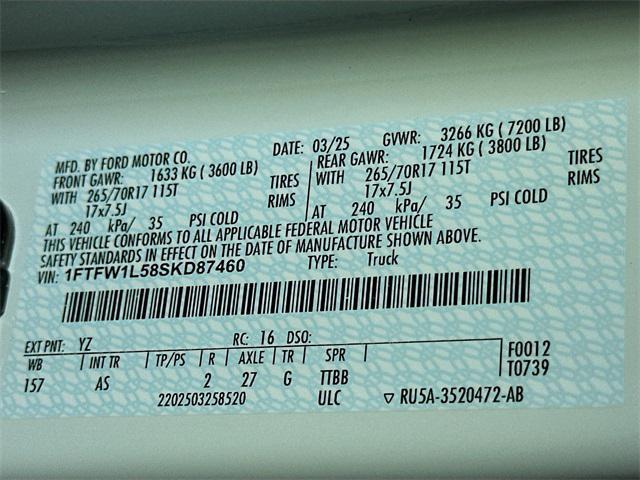 MFD. BY FORD MOTOR CO. DATE: 03/25 GVWR: 3266 KG ( 7200 LB)
FRONT GAWR: 1633 KG ( 3600 LB) REAR GAWR: 1724 KG ( 3800 LB)
WITH 265/70R17 115T TIRES WITH 265/70R17 115T TIRES
17x7.5J RIMS 17x7.5J RIMS
AT 240 kPa/ 35 PSI COLD AT 240 kPa/ 35 PSI COLD
THIS VEHICLE CONFORMS TO ALL APPLICABLE FEDERAL MOTOR VEHICLE
SAFETY STANDARDS IN EFFECT ON THE DATE OF MANUFACTURE SHOWN ABOVE.
VIN: 1FTFW1L58SKD87460 TYPE: Truck
EXT PNT: YZ RC: 16 DSO:
WB INT TR TP/PS R AXLE TR SPR F0012
157 AS 2 27 G TTBB T0739
2202503258520 ULC ▽ RU5A-3520472-AB